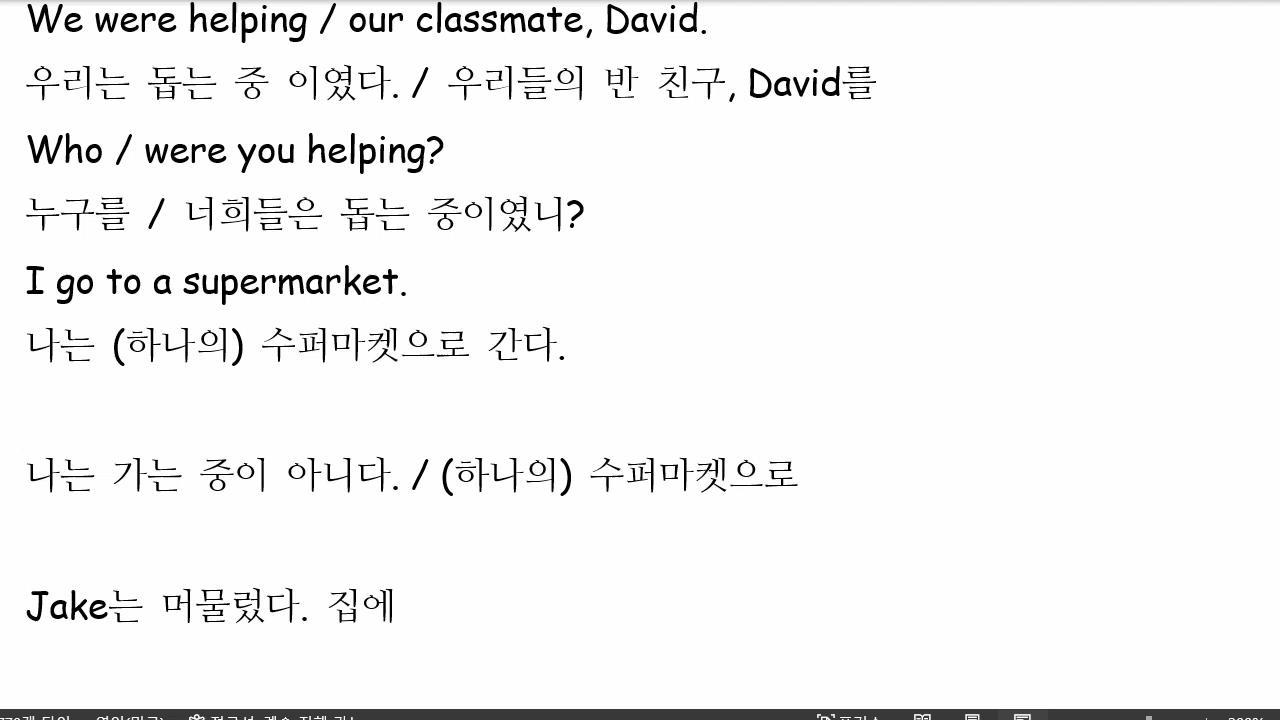 We were helping / our classmate, David.
우리는 돕는 중 이였다. / 우리들의 반 친구, David를
Who / were you helping?
누구를 / 너희들은 돕는 중이였니?
I go to a supermarket.
나는 (하나의) 수퍼마켓으로 간다.
나는 가는 중이 아니다. / (하나의) 수퍼마켓으로
Jake는 머물렀다. 집에